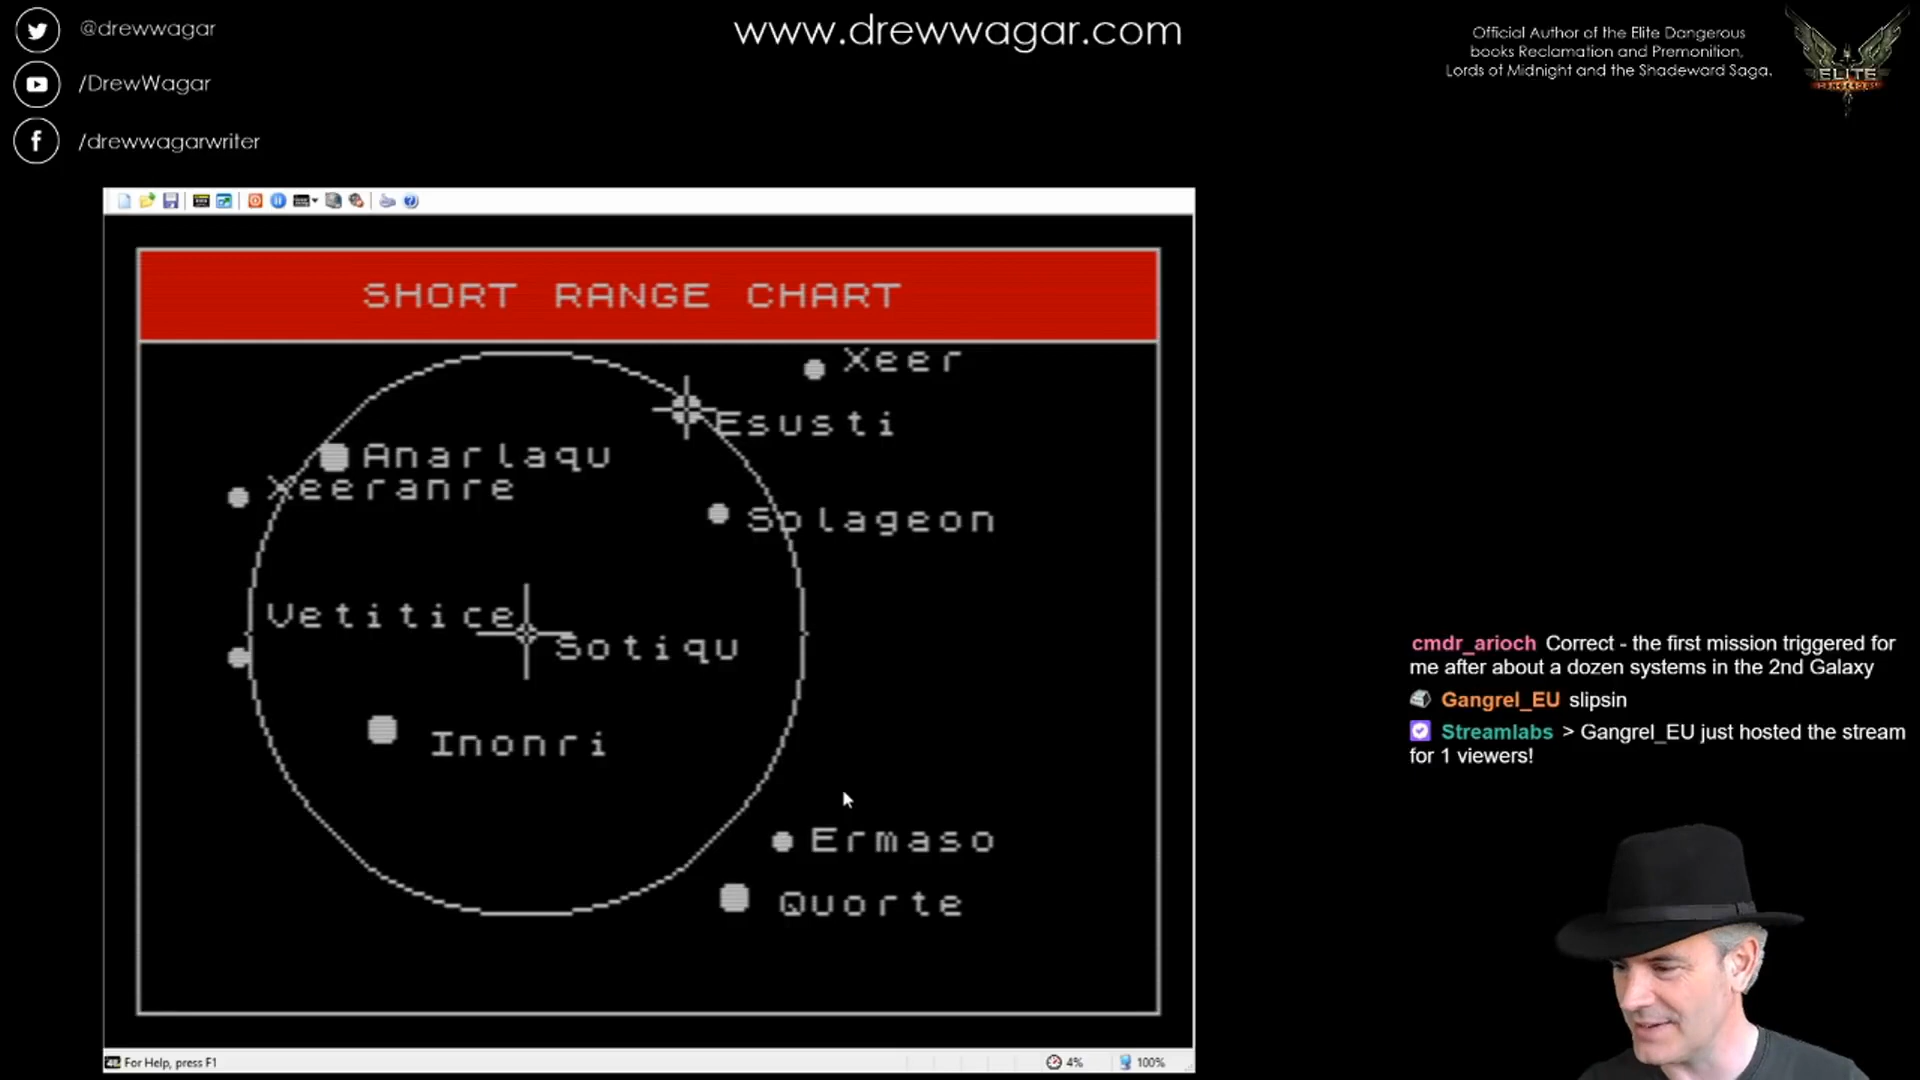 @drewwagar
/DrewWagar
/drewwagarwriter
www.drewwagar.com
Official Author of the Elite Dangerous
books Reclamation and Premonition,
Lords of Midnight and the Shadeward Saga.
ELITE
DANGEROUS
SHORT RANGE CHART
Xeer
Esusti
Anarlaqu
Xeeranre
Solageon
Vetitice
Sotiqu
Inonri
Ermaso
Quorte
For Help, press F1
4%
100%
cmdr_arioch Correct - the first mission triggered for
me after about a dozen systems in the 2nd Galaxy
Gangrel_EU slipsin
Streamlabs > Gangrel_EU just hosted the stream
for 1 viewers!